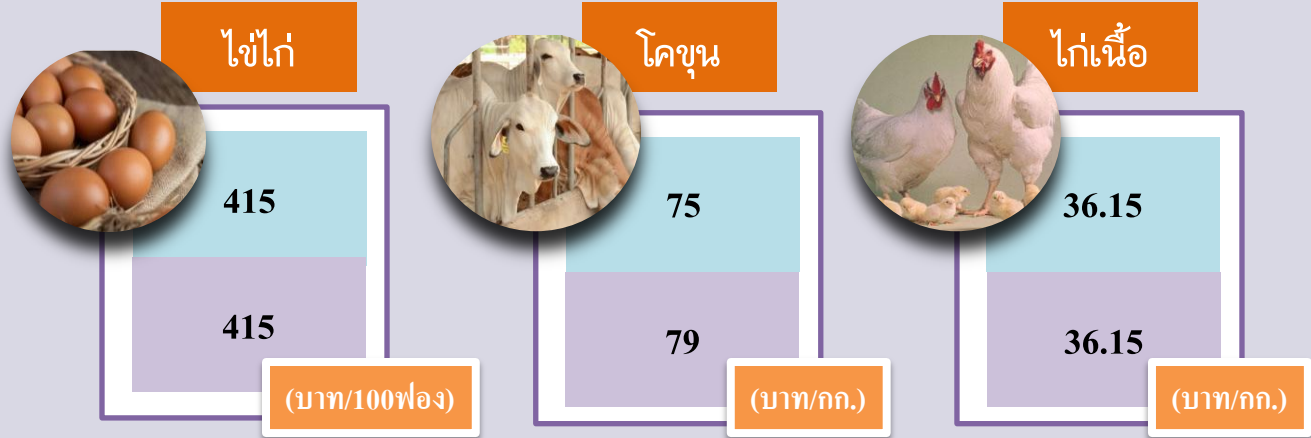 ไข่ไก่
415
415
(บาท/100ฟอง)
โคขุน
75
79
(บาท/กก.)
ไก่เนื้อ
36.15
36.15
(บาท/กก.)